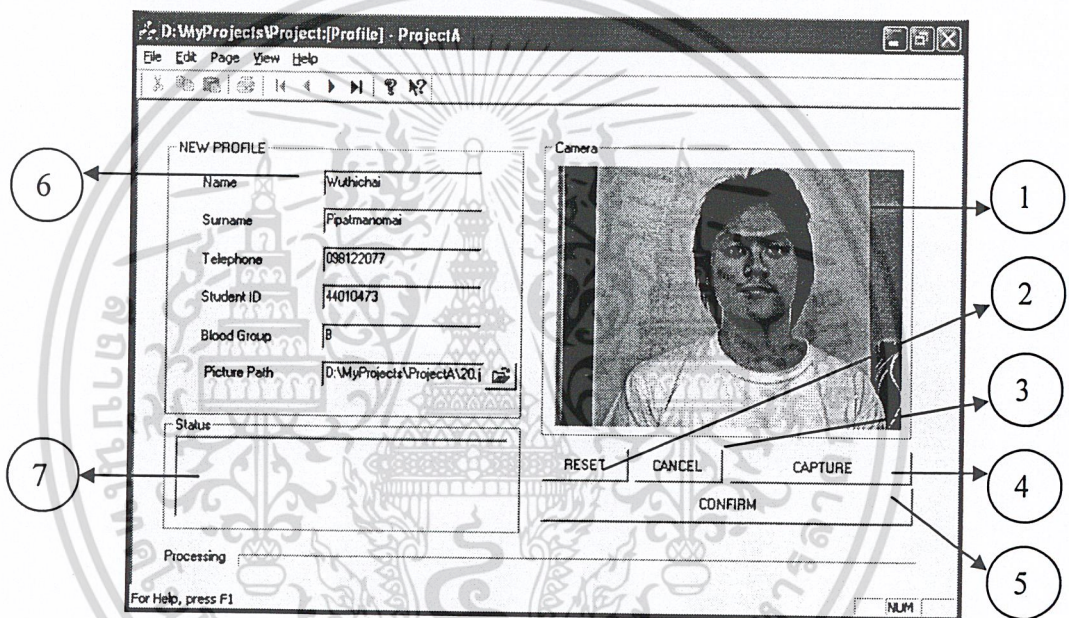 D:\MyProjects\Project:[Profile] - ProjectA
File Edit Page View Help
NEW PROFILE
Name Wuthichai
Surname Pipatmanomai
Telephone 098122077
Student ID 44010473
Blood Group B
Picture Path D:\MyProjects\ProjectA\20.j
Status
Camera
RESET CANCEL CAPTURE
CONFIRM
Processing
For Help, press F1
NUM
6
7
1
2
3
4
5